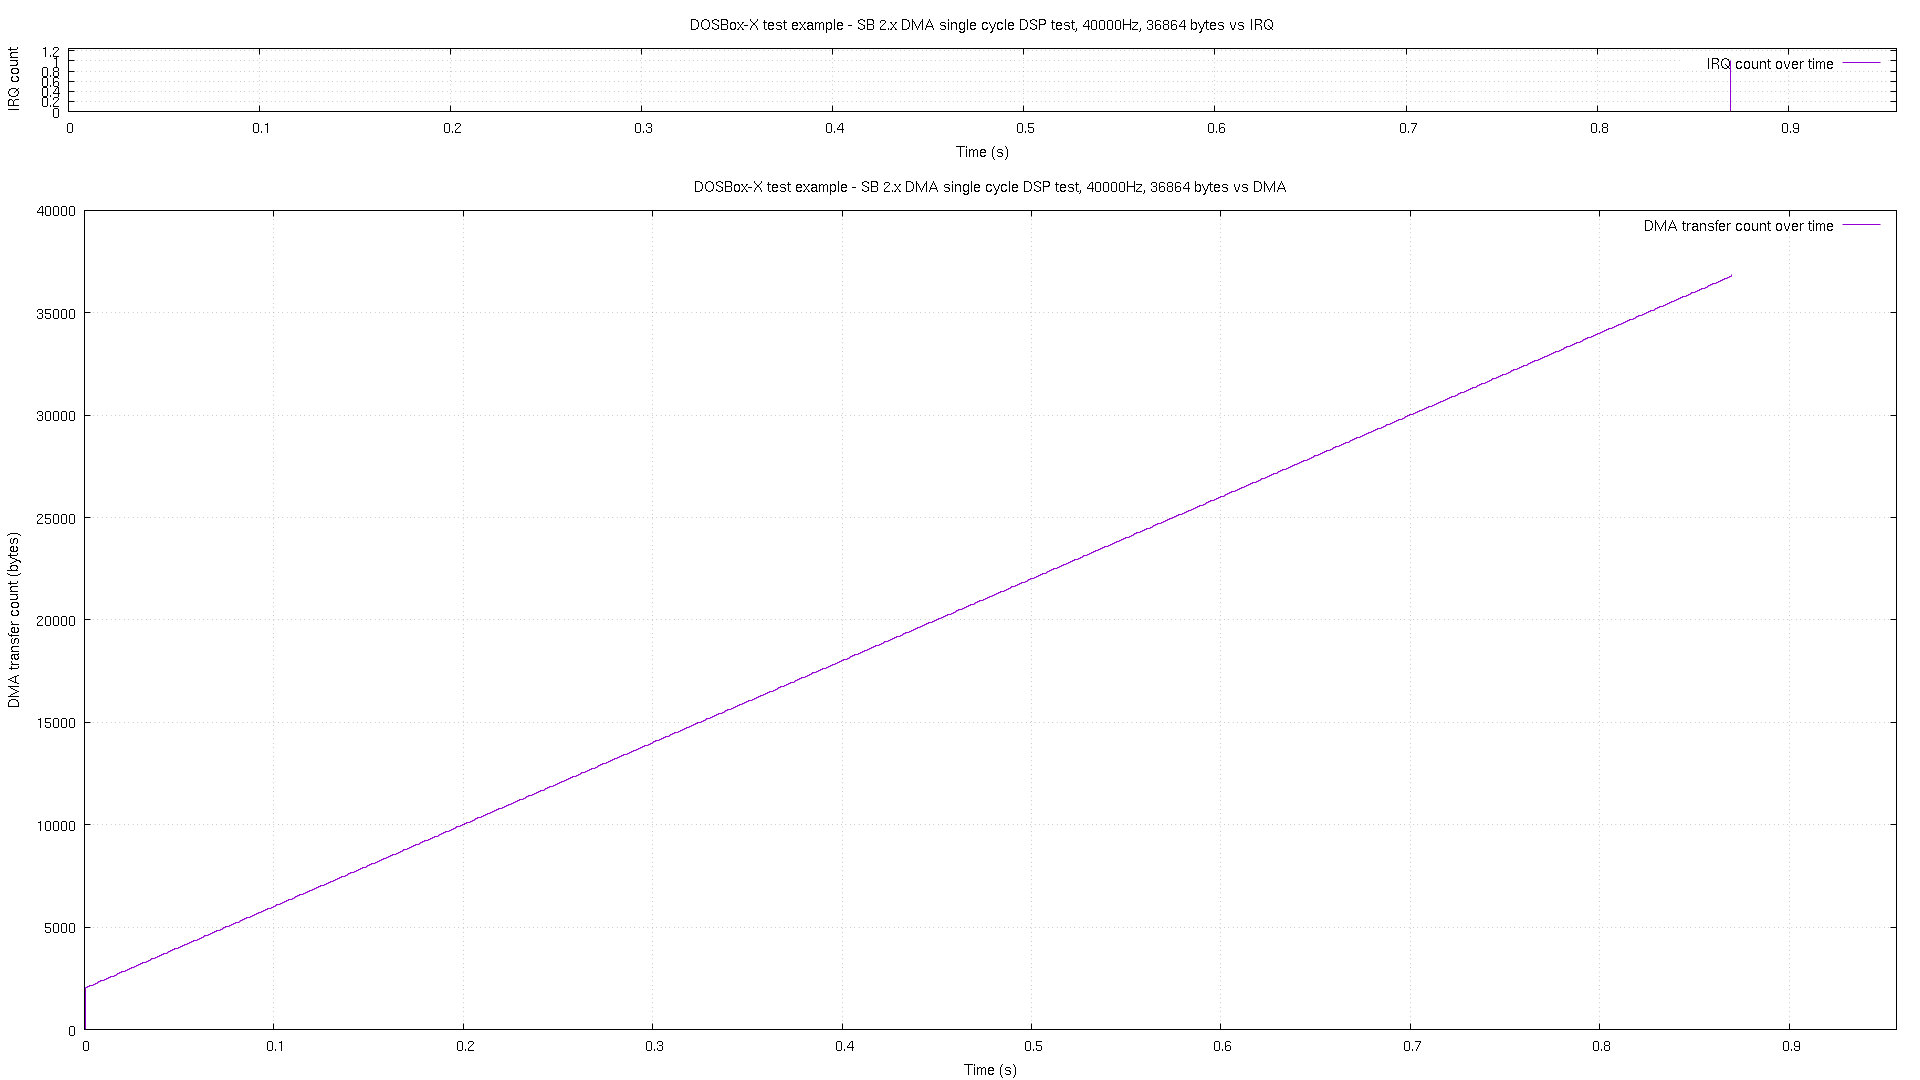 DOSBox-X test example - SB 2.x DMA single cycle DSP test, 40000Hz, 36864 bytes vs IRQ
IRQ count
1.2
1
0.8
0.6
0.4
0.2
0
IRQ count over time
0 0.1 0.2 0.3 0.4 0.5 0.6 0.7 0.8 0.9
Time (s)
DOSBox-X test example - SB 2.x DMA single cycle DSP test, 40000Hz, 36864 bytes vs DMA
DMA transfer count (bytes)
40000
35000
30000
25000
20000
15000
10000
5000
0
DMA transfer count over time
0 0.1 0.2 0.3 0.4 0.5 0.6 0.7 0.8 0.9
Time (s)